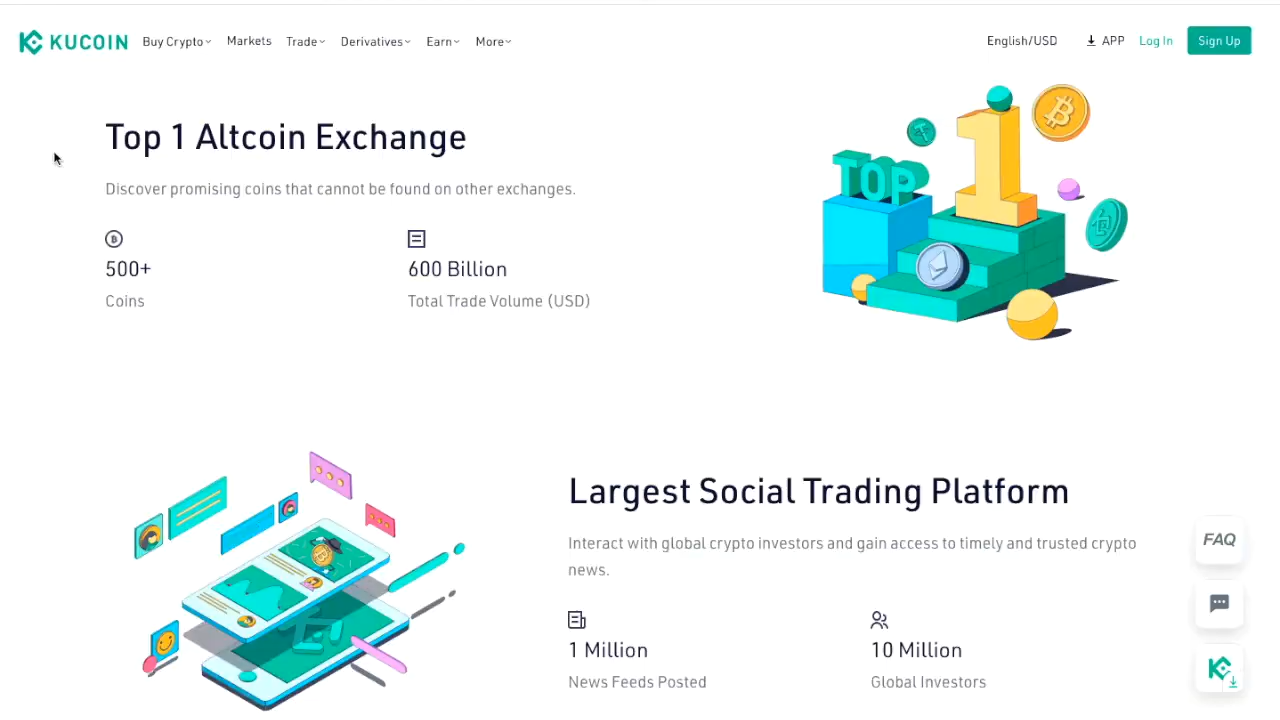 KUCOIN
Buy Crypto
Markets
Trade
Derivatives
Earn
More
English/USD
APP
Log In
Sign Up
Top 1 Altcoin Exchange
Discover promising coins that cannot be found on other exchanges.
500+
Coins
600 Billion
Total Trade Volume (USD)
TOP
1
Largest Social Trading Platform
Interact with global crypto investors and gain access to timely and trusted crypto
news.
1 Million
News Feeds Posted
10 Million
Global Investors
FAQ